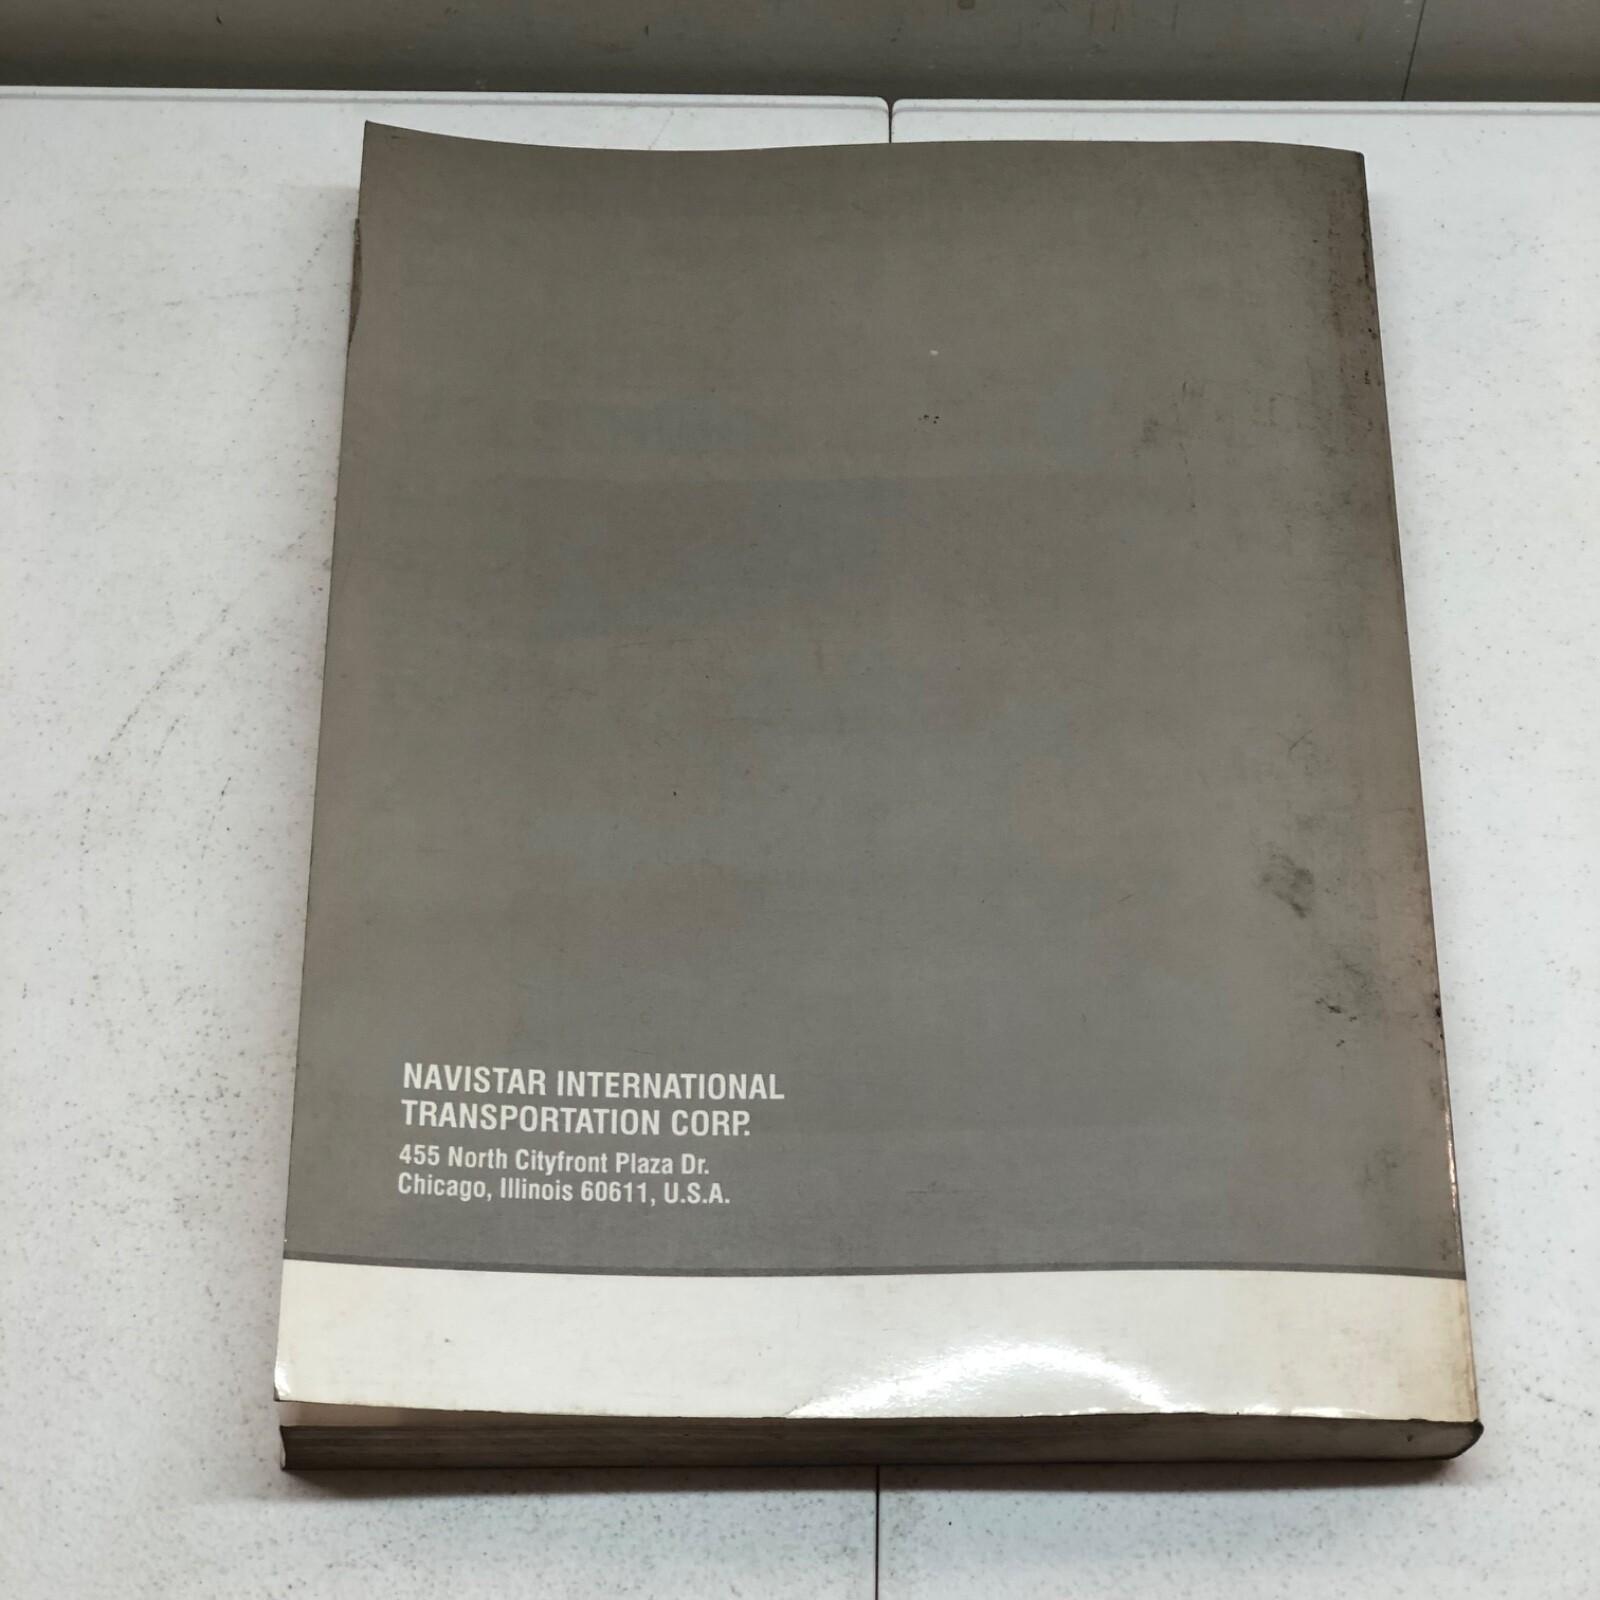 NAVISTAR INTERNATIONAL
TRANSPORTATION CORP.
455 North Cityfront Plaza Dr.
Chicago, Illinois 60611, U.S.A.